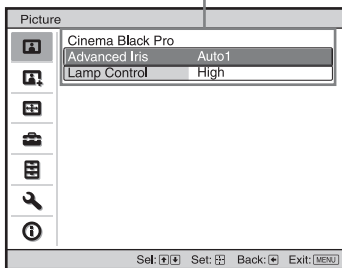 Picture
Cinema Black Pro
Advanced Iris Auto1
Lamp Control High
Sel: Set: Back: Exit: MENU